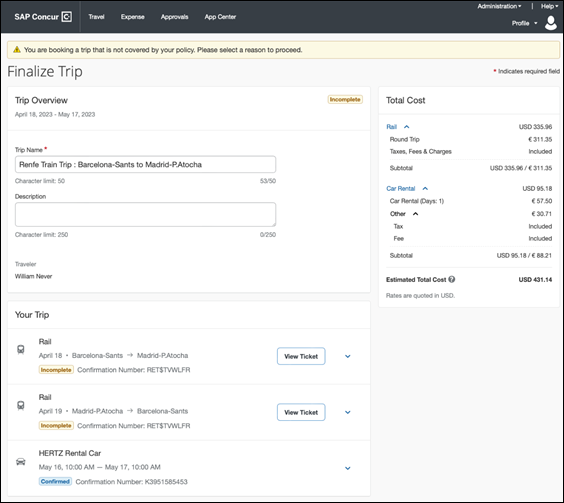 SAP Concur C Travel Expense Approvals App Center
Administration | Help
Profile
You are booking a trip that is not covered by your policy. Please select a reason to proceed.
Finalize Trip
* Indicates required field
Trip Overview
Incomplete
April 18, 2023 - May 17, 2023
Trip Name *
Renfe Train Trip : Barcelona-Sants to Madrid-P.Atocha
Character limit: 50 53/50
Description
Character limit: 250 0/250
Traveler
William Never
Total Cost
Rail USD 335.96
Round Trip € 311.35
Taxes, Fees & Charges Included
Subtotal USD 335.96 / € 311.35
Car Rental USD 95.18
Car Rental (Days: 1) € 57.50
Other € 30.71
Tax Included
Fee Included
Subtotal USD 95.18 / € 88.21
Estimated Total Cost ? USD 431.14
Rates are quoted in USD.
Your Trip
Rail
April 18 • Barcelona-Sants → Madrid-P.Atocha
Incomplete Confirmation Number: RET$TVWLFR
View Ticket
Rail
April 19 • Madrid-P.Atocha → Barcelona-Sants
Incomplete Confirmation Number: RET$TVWLFR
View Ticket
HERTZ Rental Car
May 16, 10:00 AM — May 17, 10:00 AM
Confirmed Confirmation Number: K3951585453